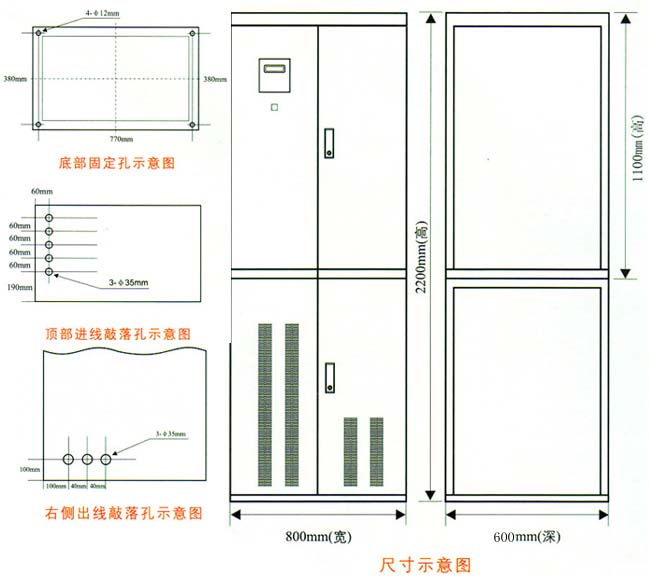 4-Φ12mm
380mm
380mm
770mm
底部固定孔示意图
60mm
60mm
60mm
60mm
60mm
190mm
3-Φ35mm
顶部进线敲落孔示意图
3-Φ35mm
100mm
100mm
40mm
40mm
右侧出线敲落孔示意图
2200mm(高)
1100mm(高)
800mm(宽)
600mm(深)
尺寸示意图